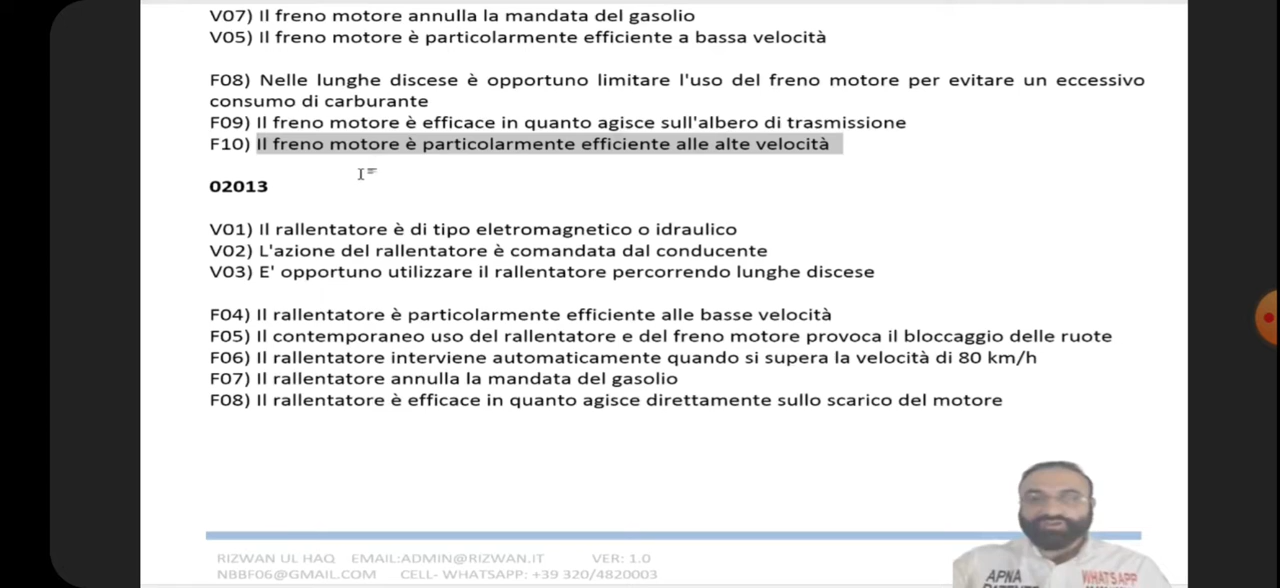 V07) Il freno motore annulla la mandata del gasolio
V05) Il freno motore è particolarmente efficiente a bassa velocità
F08) Nelle lunghe discese è opportuno limitare l'uso del freno motore per evitare un eccessivo
consumo di carburante
F09) Il freno motore è efficace in quanto agisce sull'albero di trasmissione
F10) Il freno motore è particolarmente efficiente alle alte velocità
02013
V01) Il rallentatore è di tipo eletromagnetico o idraulico
V02) L'azione del rallentatore è comandata dal conducente
V03) E' opportuno utilizzare il rallentatore percorrendo lunghe discese
F04) Il rallentatore è particolarmente efficiente alle basse velocità
F05) Il contemporaneo uso del rallentatore e del freno motore provoca il bloccaggio delle ruote
F06) Il rallentatore interviene automaticamente quando si supera la velocità di 80 km/h
F07) Il rallentatore annulla la mandata del gasolio
F08) Il rallentatore è efficace in quanto agisce direttamente sullo scarico del motore
RIZWAN UL HAQ EMAIL:ADMIN@RIZWAN.IT VER: 1.0
NBBF06@GMAIL.COM CELL- WHATSAPP: +39 320/4820003
APNA WHATSAPP